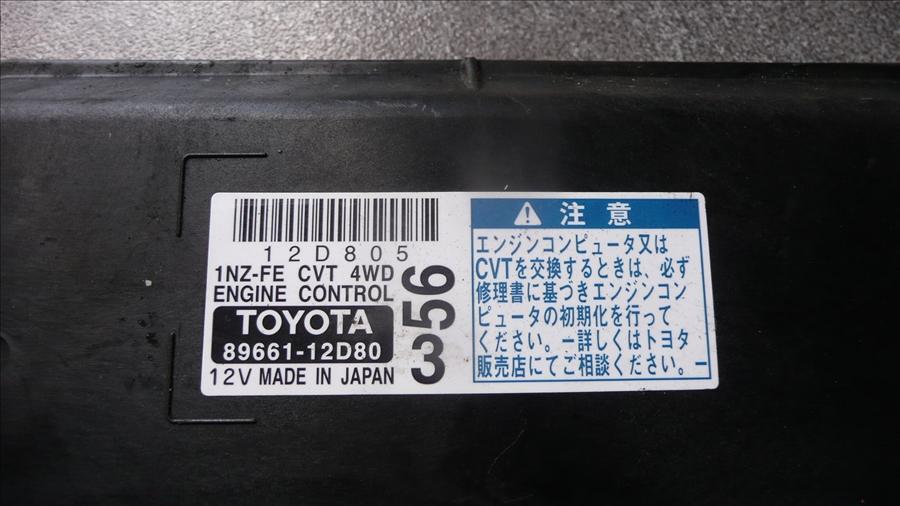 12D805
1NZ-FE CVT 4WD
ENGINE CONTROL
TOYOTA
89661-12D80
12V MADE IN JAPAN
356
注意
エンジンコンピュータ又は
CVTを交換するときは、必ず
修理書に基づきエンジンコン
ピュータの初期化を行って
ください。－詳しくはトヨタ
販売店にてご相談ください。－